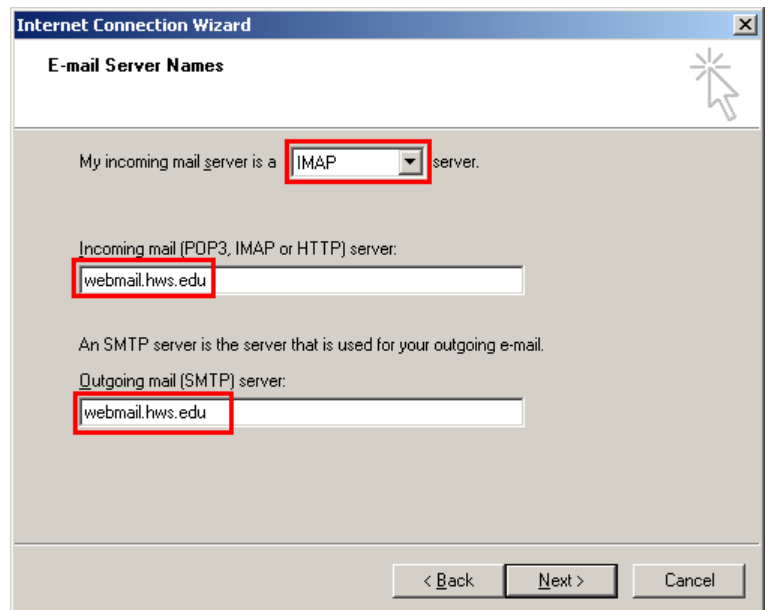 Internet Connection Wizard
E-mail Server Names
My incoming mail server is a IMAP server.
Incoming mail (POP3, IMAP or HTTP) server:
webmail.hws.edu
An SMTP server is the server that is used for your outgoing e-mail.
Outgoing mail (SMTP) server:
webmail.hws.edu
< Back Next > Cancel